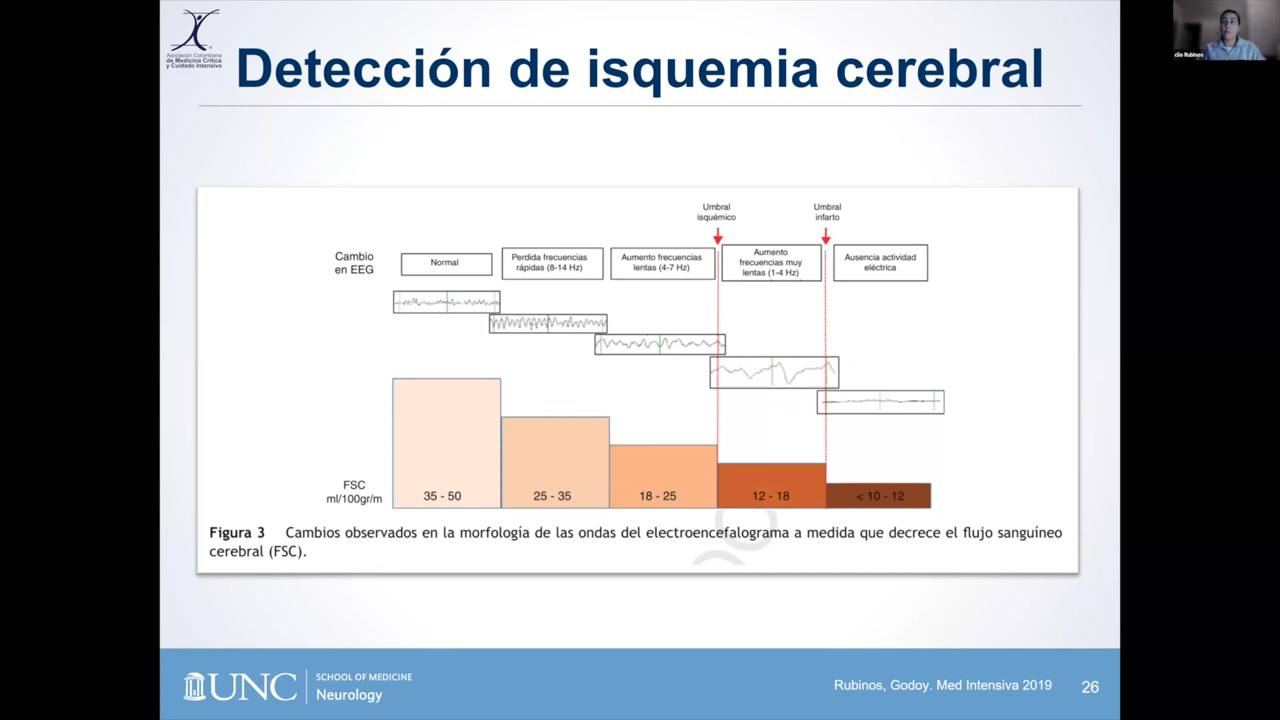 Asociación Colombiana
de Medicina Crítica
y Cuidado Intensivo
Detección de isquemia cerebral
clio Rubinos
Umbral
isquémico
Umbral
infarto
Cambio
en EEG
Normal
Perdida frecuencias
rápidas (8-14 Hz)
Aumento frecuencias
lentas (4-7 Hz)
Aumento
frecuencias muy
lentas (1-4 Hz)
Ausencia actividad
eléctrica
FSC
ml/100gr/m
35 - 50
25 - 35
18 - 25
12 - 18
< 10 - 12
Figura 3 Cambios observados en la morfología de las ondas del electroencefalograma a medida que decrece el flujo sanguíneo
cerebral (FSC).
UNC
SCHOOL OF MEDICINE
Neurology
Rubinos, Godoy. Med Intensiva 2019
26